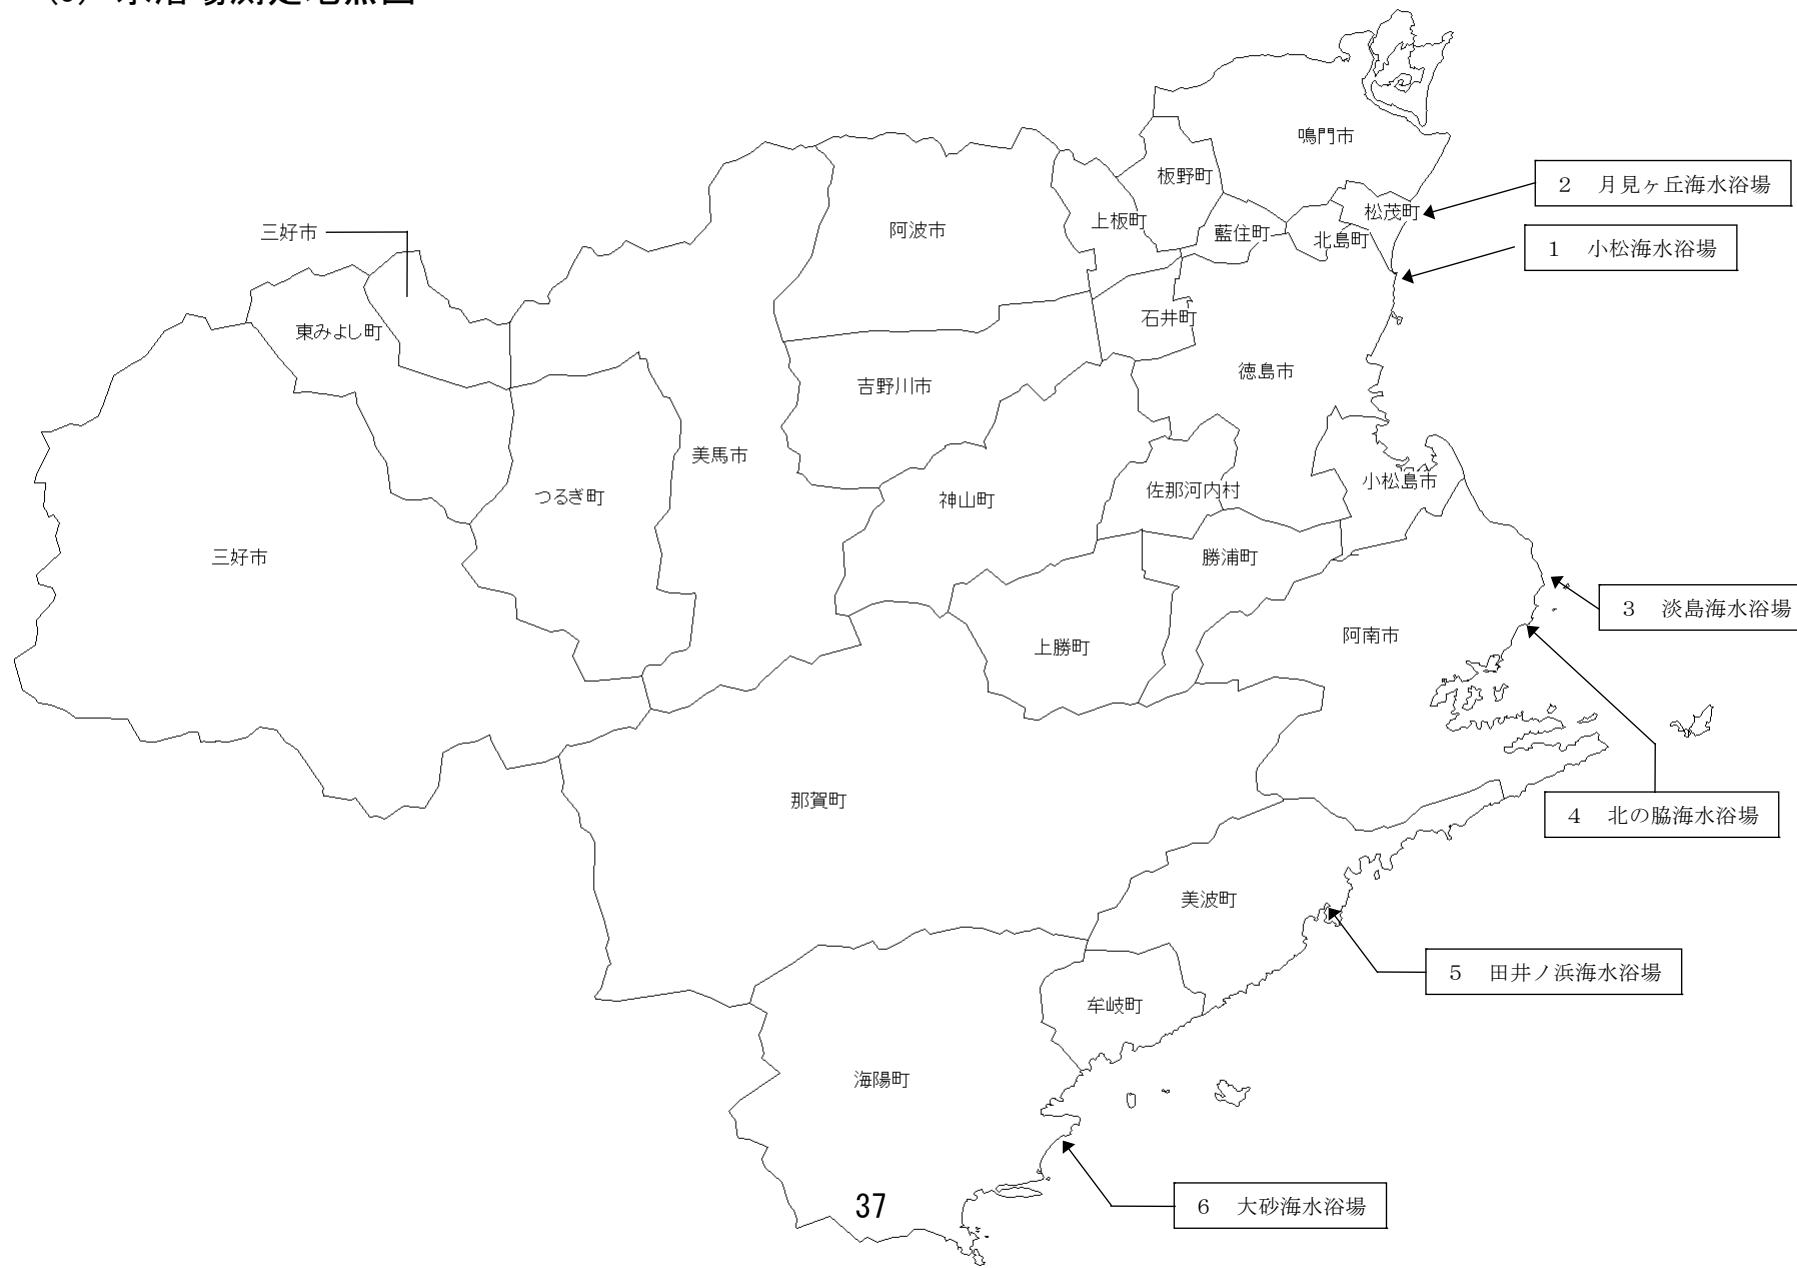 鳴門市
板野町
2 月見ヶ丘海水浴場
松茂町
上板町
阿波市
三好市
藍住町
北島町
1 小松海水浴場
石井町
東みよし町
徳島市
吉野川市
美馬市
小松島市
佐那河内村
つるぎ町
神山町
三好市
勝浦町
3 淡島海水浴場
阿南市
上勝町
那賀町
4 北の脇海水浴場
美波町
5 田井ノ浜海水浴場
牟岐町
海陽町
37
6 大砂海水浴場